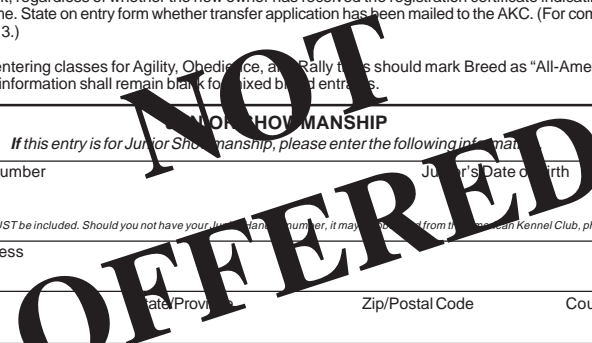 t, regardless of whether the new owner has received the registration certificate indicati
ne. State on entry form whether transfer application has been mailed to the AKC. (For com
3.)
entering classes for Agility, Obedience, and Rally should mark Breed as “All-Ame
information shall remain blank for mixed breed entries.
JUNIOR SHOWMANSHIP
If this entry is for Junior Showmanship, please enter the following information.
umber Junior's Date of Birth
UST be included. Should you not have your Junior Handler number, it may be obtained from the American Kennel Club, ph
ess
State/Province Zip/Postal Code Cou
NOT
OFFERED